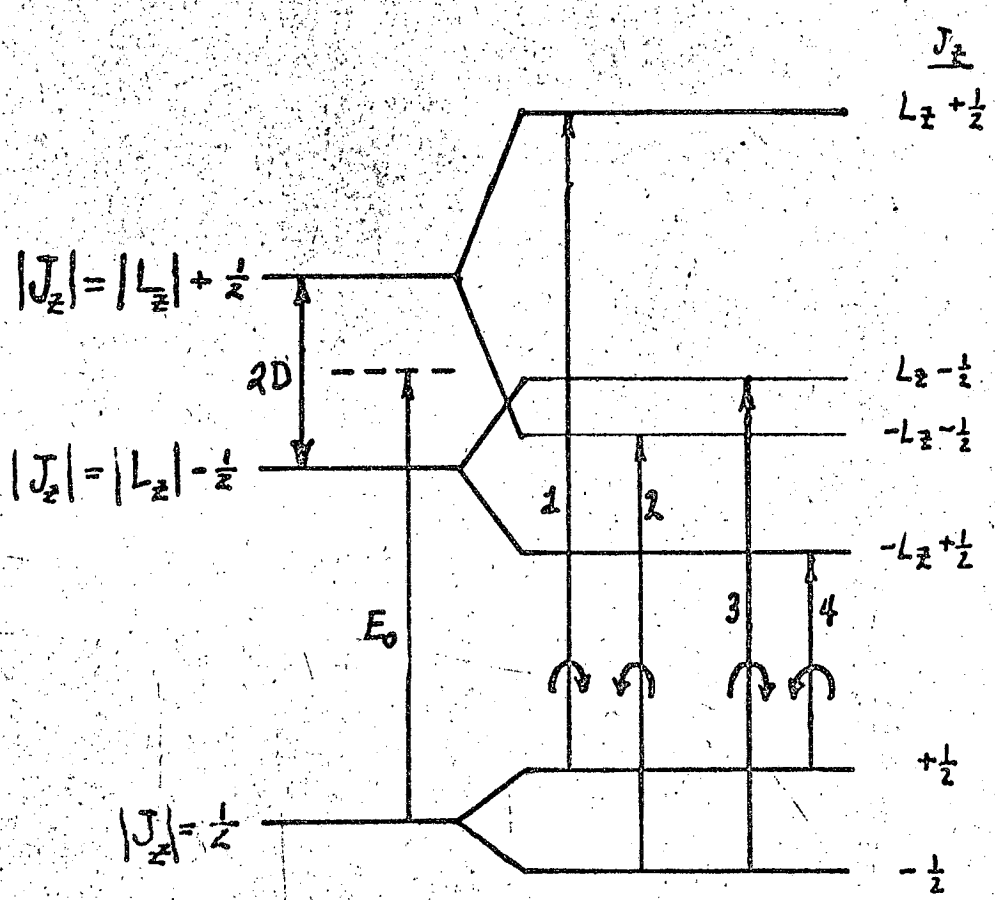 J_z
L_z + 1/2
|J_z| = |L_z| + 1/2
2D
L_z - 1/2
-L_z - 1/2
|J_z| = |L_z| - 1/2
1
2
-L_z + 1/2
E_0
3
4
+1/2
|J_z| = 1/2
-1/2